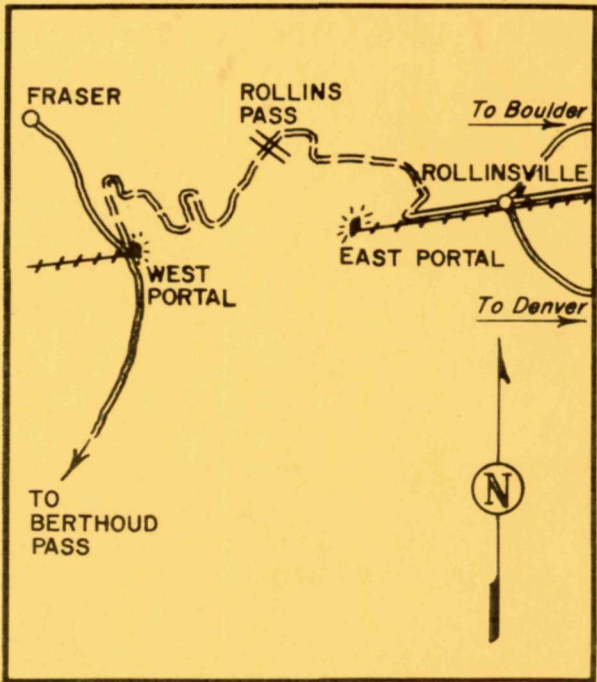 FRASER
ROLLINS
PASS
To Boulder
ROLLINSVILLE
EAST PORTAL
WEST
PORTAL
To Denver
TO
BERTHOUD
PASS
N